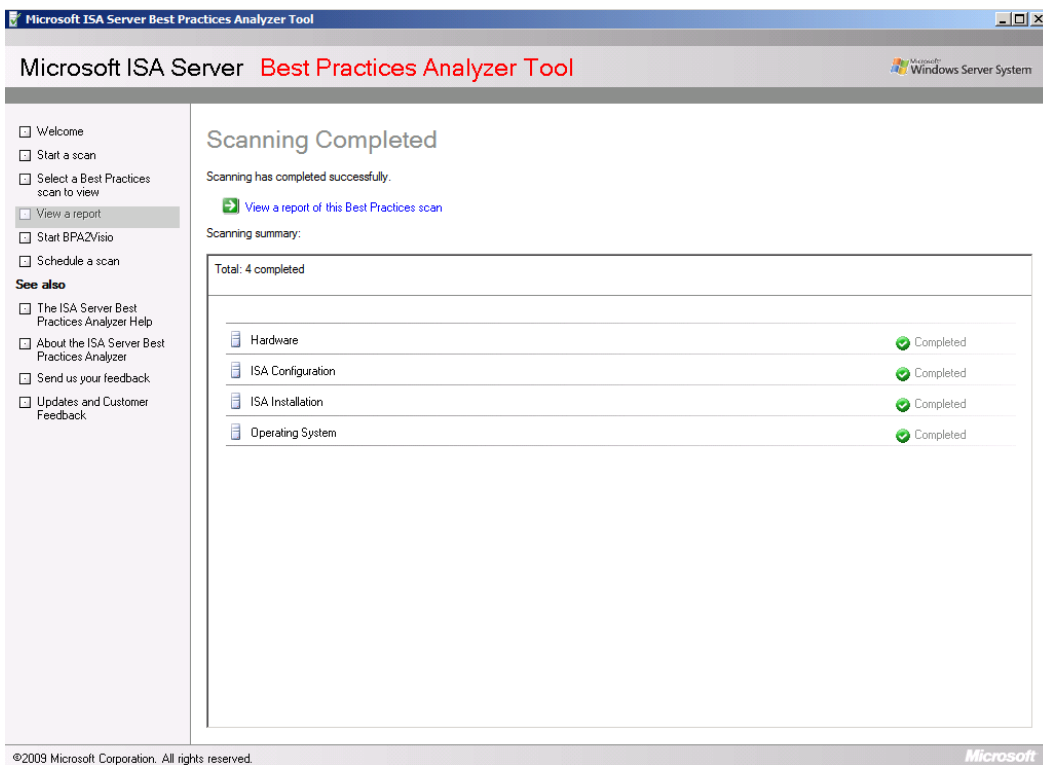 Microsoft ISA Server Best Practices Analyzer Tool
Microsoft ISA Server Best Practices Analyzer Tool
Microsoft
Windows Server System
Welcome
Start a scan
Select a Best Practices
scan to view
View a report
Start BPA2Visio
Schedule a scan
See also
The ISA Server Best
Practices Analyzer Help
About the ISA Server Best
Practices Analyzer
Send us your feedback
Updates and Customer
Feedback
Scanning Completed
Scanning has completed successfully.
View a report of this Best Practices scan
Scanning summary:
Total: 4 completed
Hardware Completed
ISA Configuration Completed
ISA Installation Completed
Operating System Completed
©2009 Microsoft Corporation. All rights reserved.
Microsoft